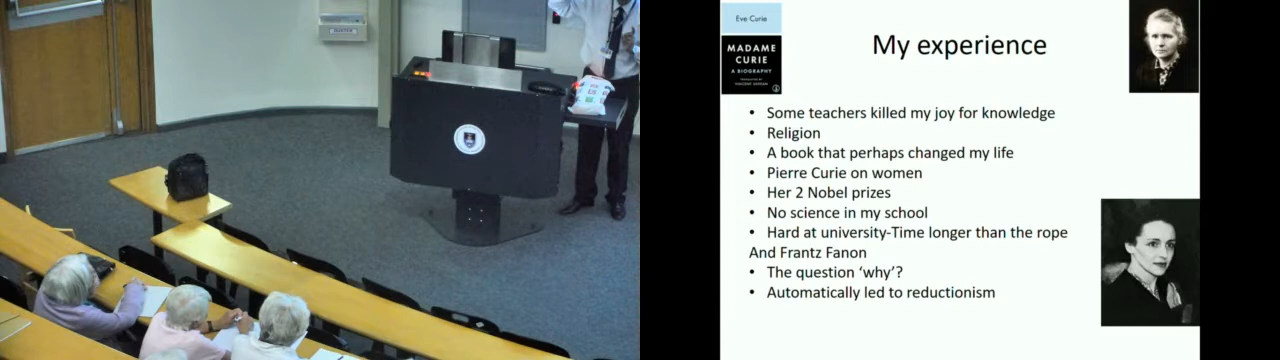 Eve Curie
MADAME
CURIE
A BIOGRAPHY
My experience
• Some teachers killed my joy for knowledge
• Religion
• A book that perhaps changed my life
• Pierre Curie on women
• Her 2 Nobel prizes
• No science in my school
• Hard at university-Time longer than the rope
And Frantz Fanon
• The question ‘why’?
• Automatically led to reductionism